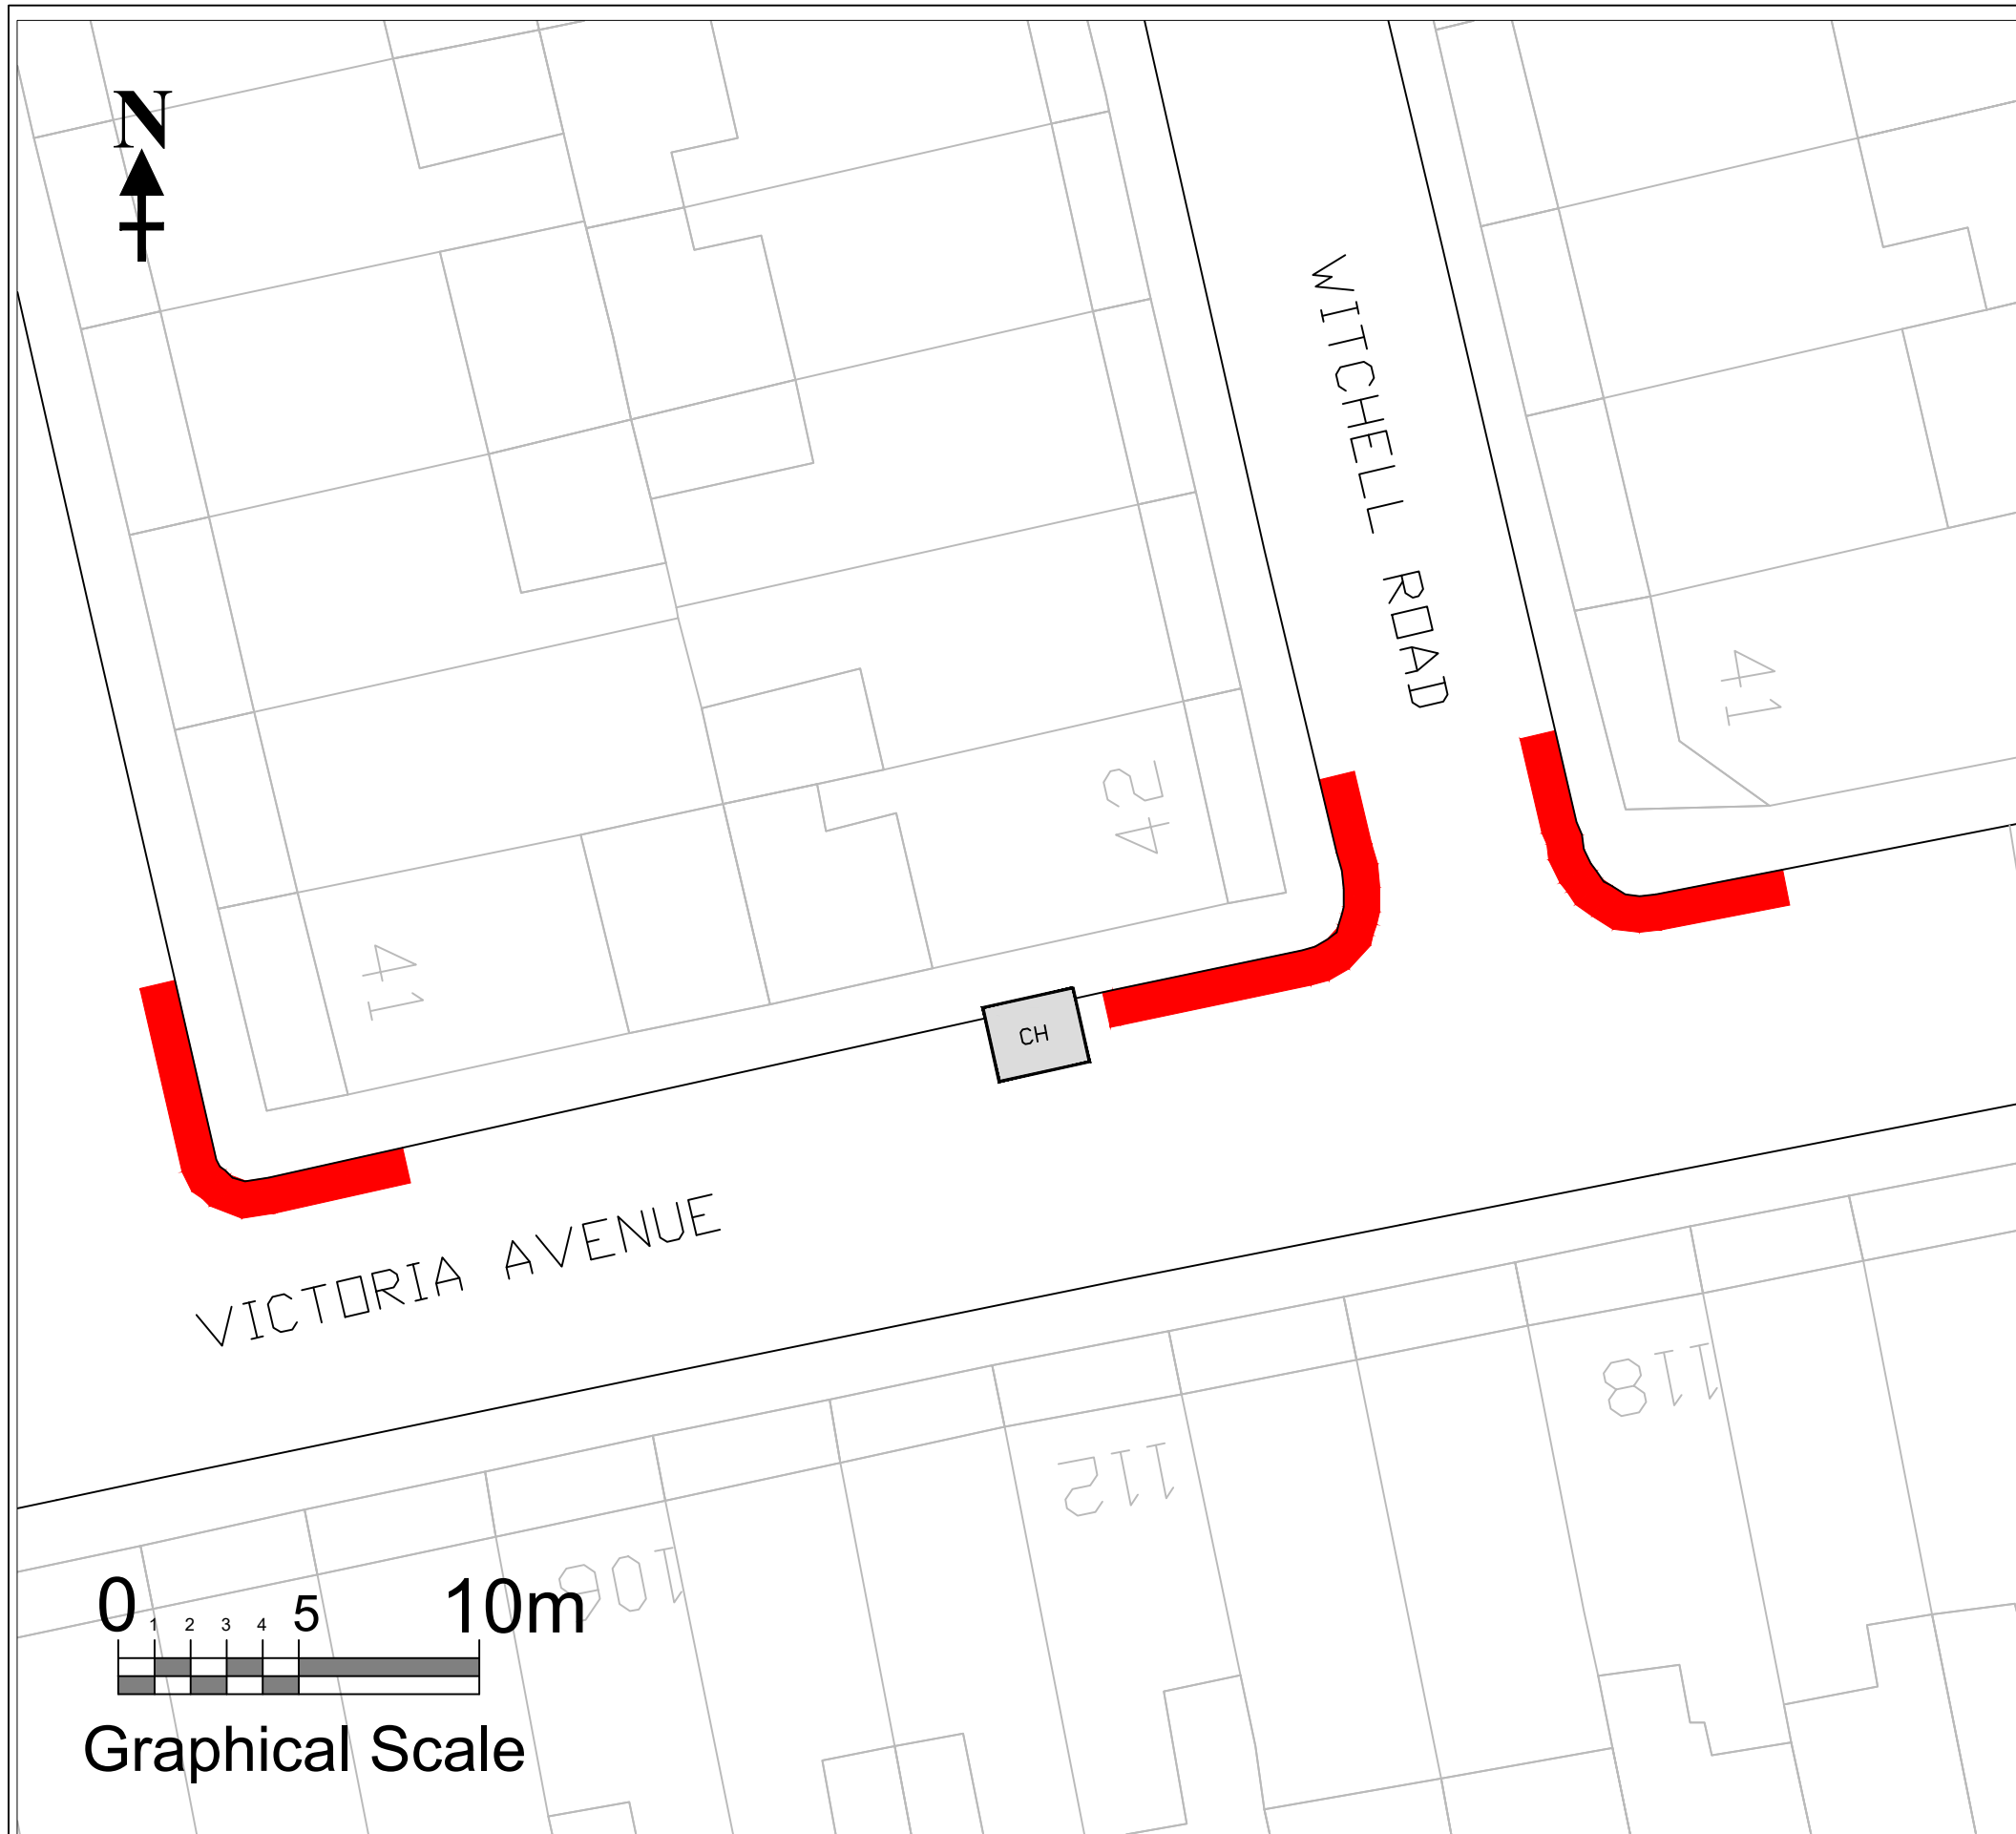 N
WITCHELL ROAD
41
42
41
CH
VICTORIA AVENUE
118
112
106
0 1 2 3 4 5 10m
Graphical Scale